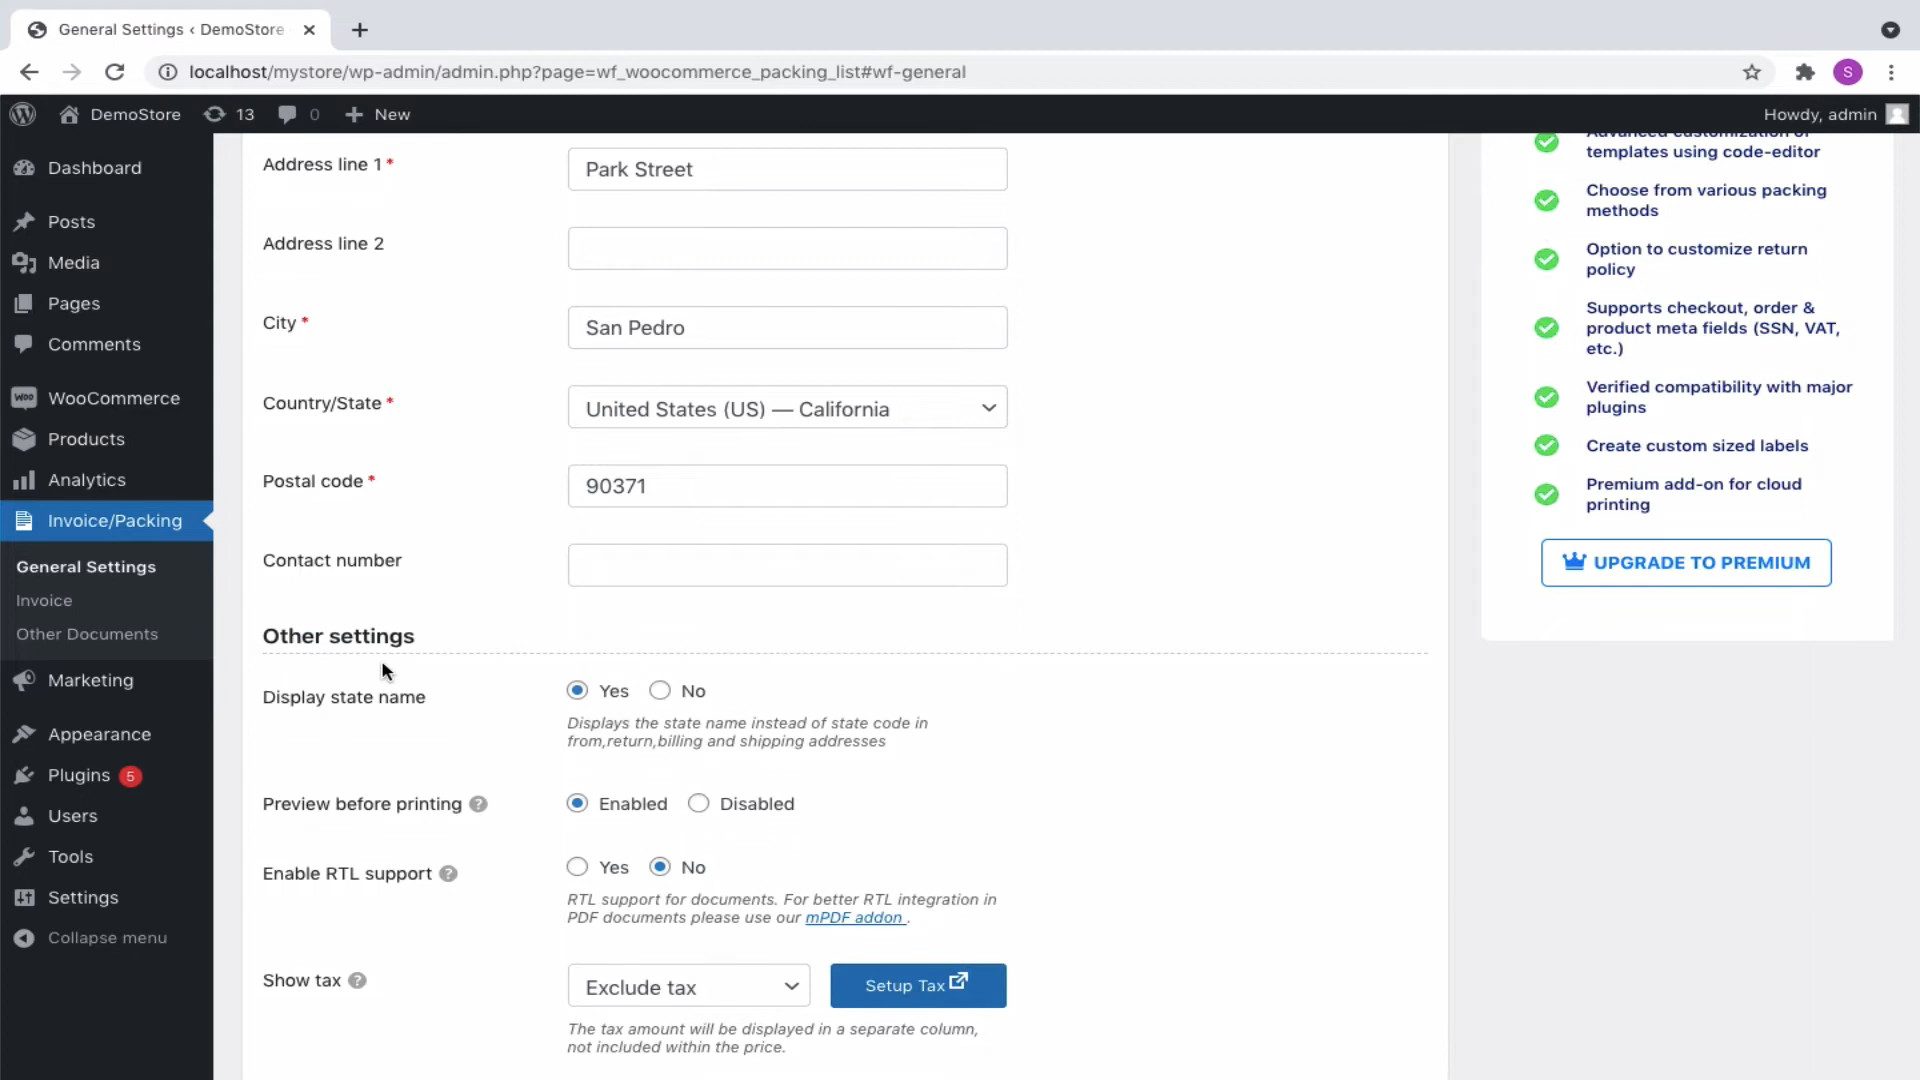 General Settings ‹ DemoStore
localhost/mystore/wp-admin/admin.php?page=wf_woocommerce_packing_list#wf-general
S
DemoStore
13
0
New
Howdy, admin
Dashboard
Posts
Media
Pages
Comments
WooCommerce
Products
Analytics
Invoice/Packing
General Settings
Invoice
Other Documents
Marketing
Appearance
Plugins 5
Users
Tools
Settings
Collapse menu
Address line 1 *
Park Street
Address line 2
City *
San Pedro
Country/State *
United States (US) — California
Postal code *
90371
Contact number
Other settings
Display state name
Yes
No
Displays the state name instead of state code in
from,return,billing and shipping addresses
Preview before printing ?
Enabled
Disabled
Enable RTL support ?
Yes
No
RTL support for documents. For better RTL integration in
PDF documents please use our mPDF addon .
Show tax ?
Exclude tax
Setup Tax
The tax amount will be displayed in a separate column,
not included within the price.
Advanced customization of
templates using code-editor
Choose from various packing
methods
Option to customize return
policy
Supports checkout, order &
product meta fields (SSN, VAT,
etc.)
Verified compatibility with major
plugins
Create custom sized labels
Premium add-on for cloud
printing
UPGRADE TO PREMIUM